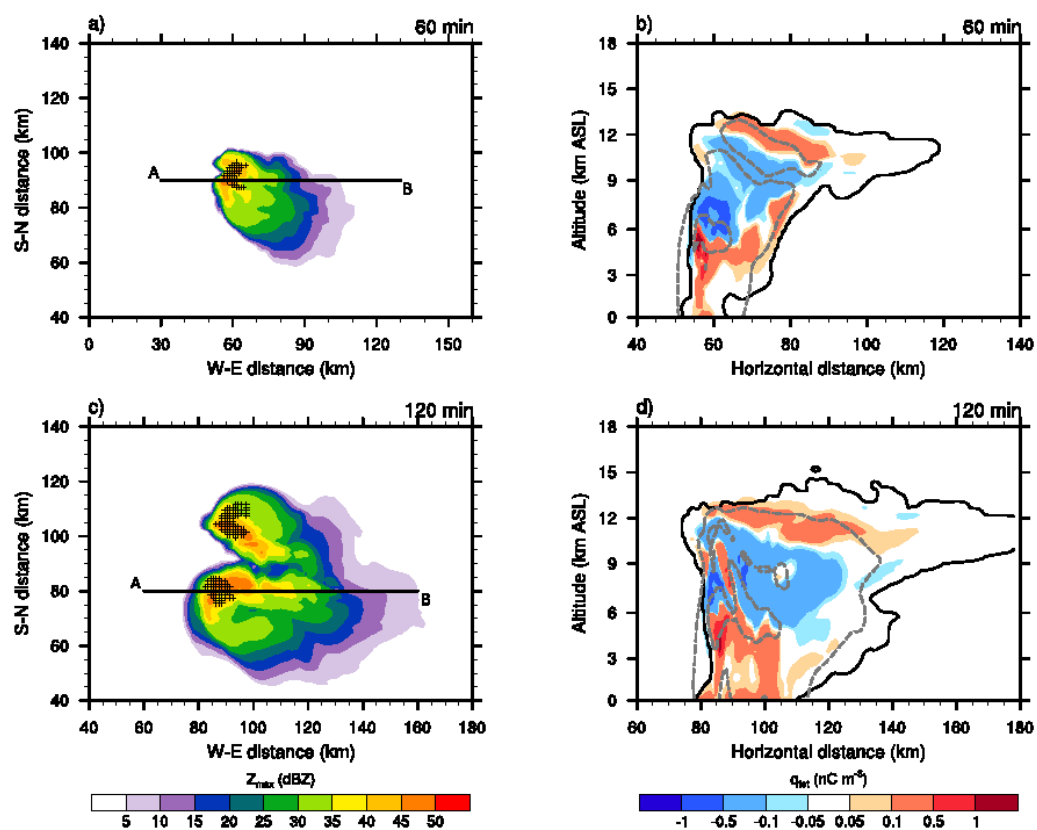 a) 60 min
b) 60 min
140
120
100
80
60
40
S-N distance (km)
A
B
0 30 60 90 120 150
W-E distance (km)
18
15
12
9
6
3
0
Altitude (km ASL)
40 60 80 100 120 140
Horizontal distance (km)
c) 120 min
d) 120 min
140
120
100
80
60
40
S-N distance (km)
A
B
40 60 80 100 120 140 160 180
W-E distance (km)
18
15
12
9
6
3
0
Altitude (km ASL)
60 80 100 120 140 160 180
Horizontal distance (km)
Zmax (dBZ)
5 10 15 20 25 30 35 40 45 50
qtot (nC m⁻³)
-1 -0.5 -0.1 -0.05 0.05 0.1 0.5 1